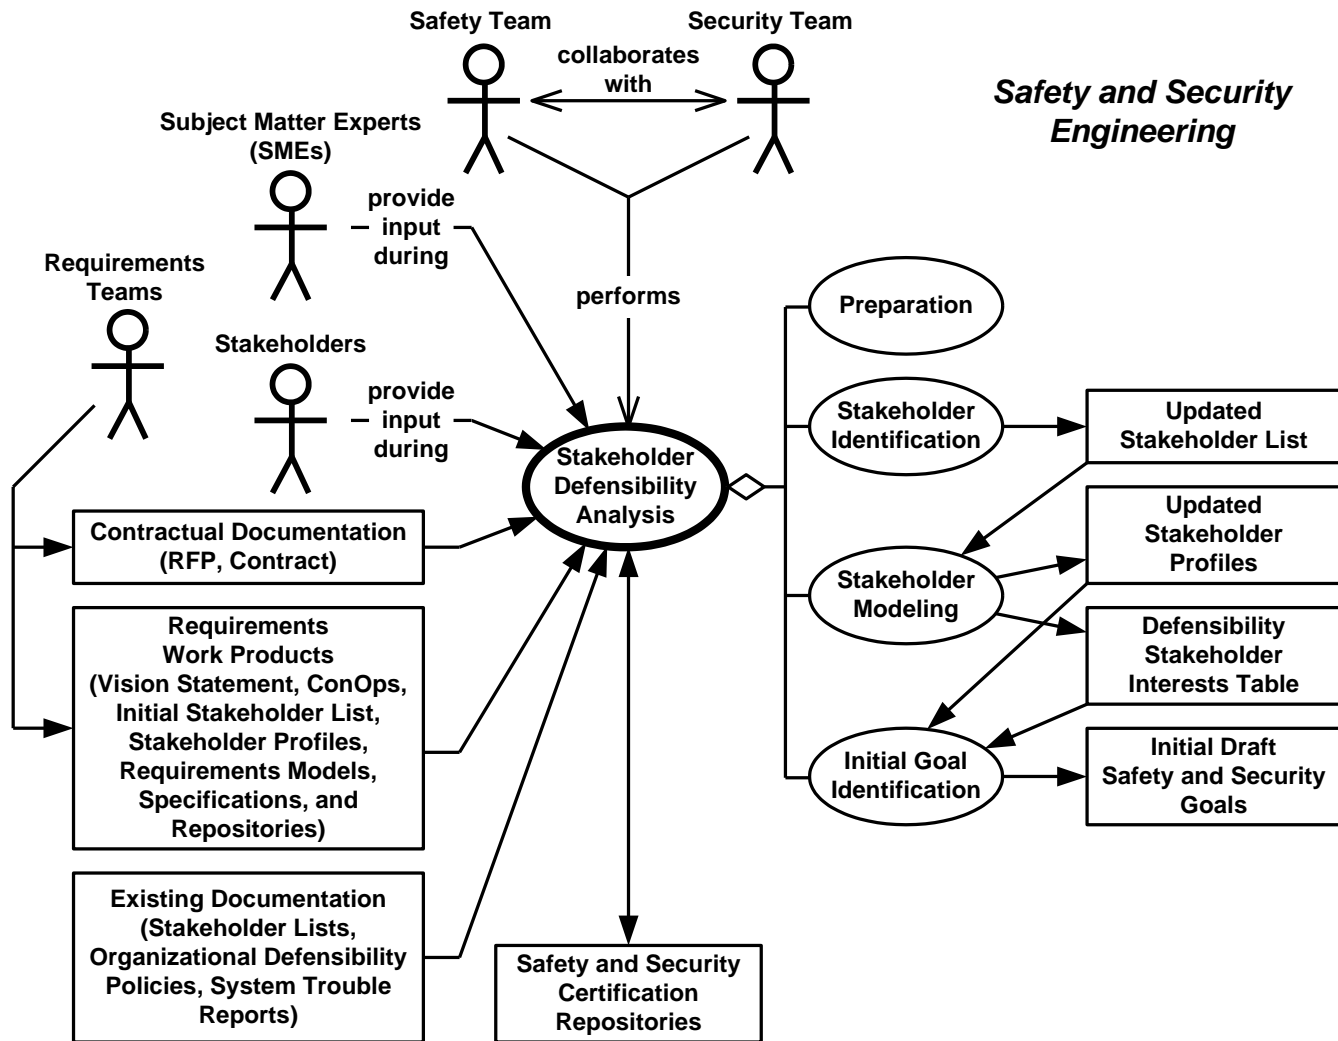 Safety Team
Security Team
collaborates
with
Safety and Security
Engineering
Subject Matter Experts
(SMEs)
provide
input
during
Requirements
Teams
performs
Preparation
Stakeholders
provide
input
during
Stakeholder
Identification
Updated
Stakeholder List
Stakeholder
Defensibility
Analysis
Contractual Documentation
(RFP, Contract)
Updated
Stakeholder
Profiles
Stakeholder
Modeling
Requirements
Work Products
(Vision Statement, ConOps,
Initial Stakeholder List,
Stakeholder Profiles,
Requirements Models,
Specifications, and
Repositories)
Defensibility
Stakeholder
Interests Table
Initial Goal
Identification
Initial Draft
Safety and Security
Goals
Existing Documentation
(Stakeholder Lists,
Organizational Defensibility
Policies, System Trouble
Reports)
Safety and Security
Certification
Repositories